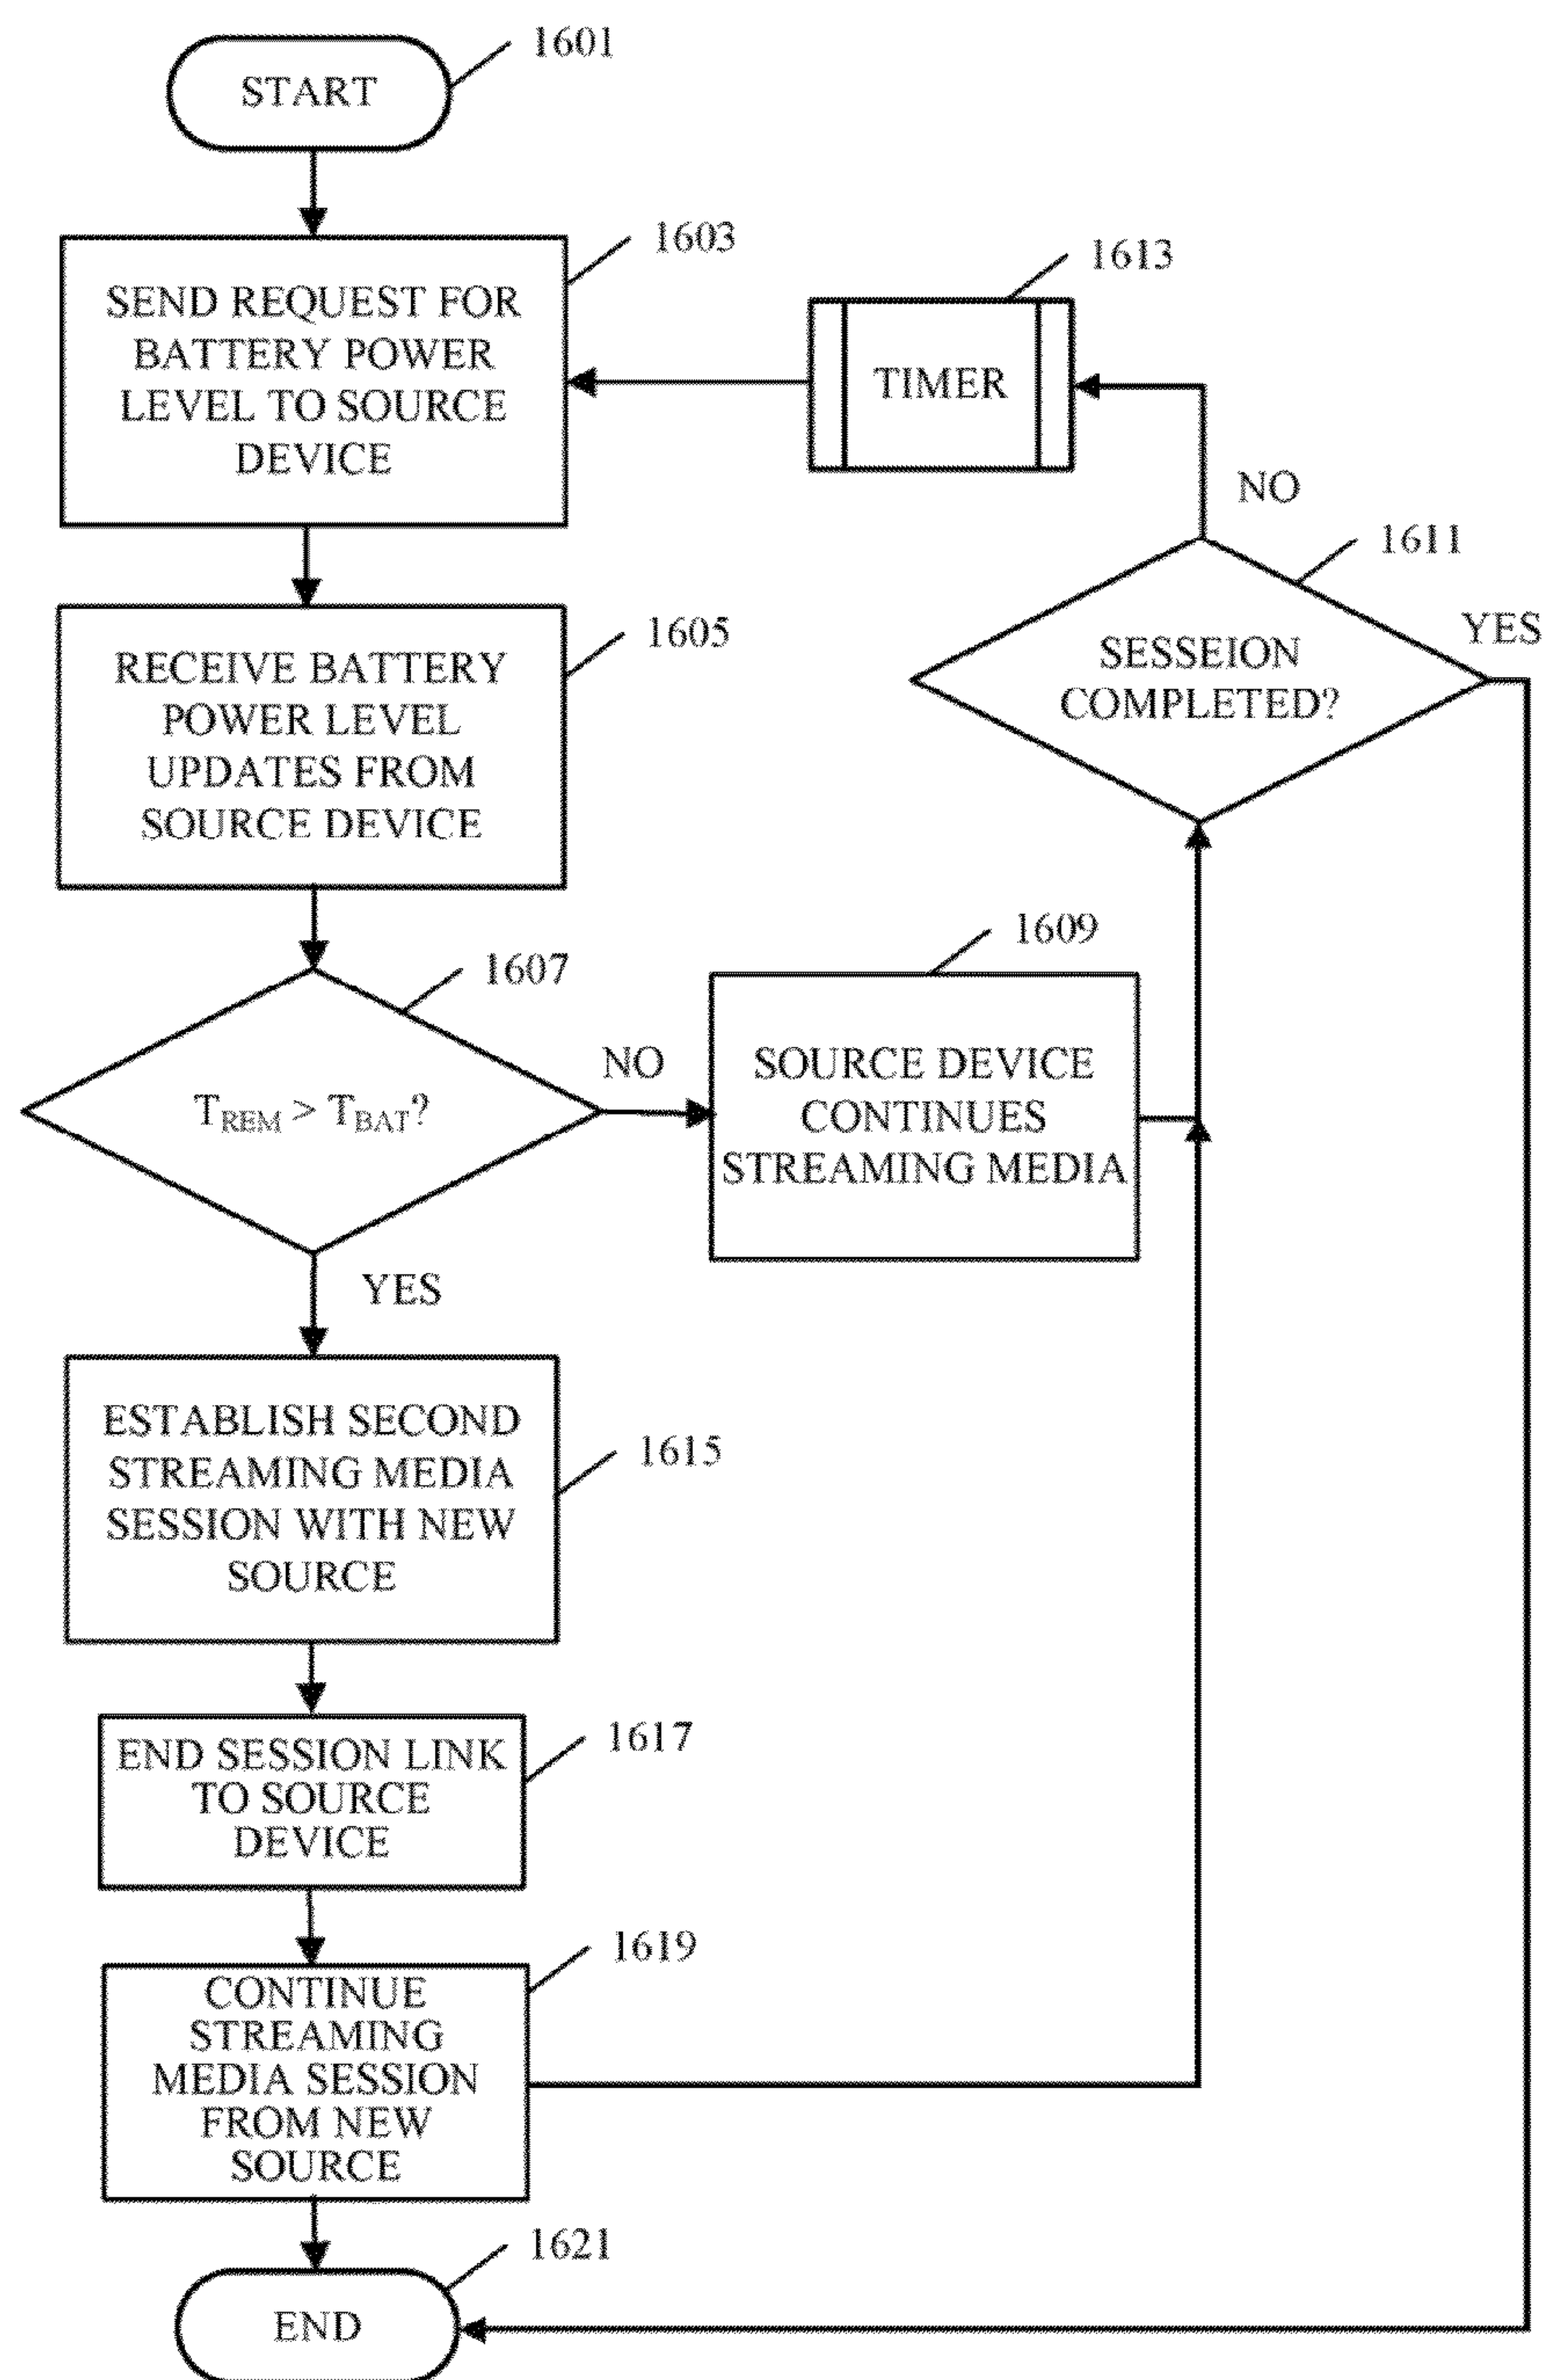 1601
START
1603
SEND REQUEST FOR
BATTERY POWER
LEVEL TO SOURCE
DEVICE
1613
TIMER
NO
1611
YES
SESSEION
COMPLETED?
1605
RECEIVE BATTERY
POWER LEVEL
UPDATES FROM
SOURCE DEVICE
1607
TREM > TBAT?
NO
1609
SOURCE DEVICE
CONTINUES
STREAMING MEDIA
YES
1615
ESTABLISH SECOND
STREAMING MEDIA
SESSION WITH NEW
SOURCE
1617
END SESSION LINK
TO SOURCE
DEVICE
1619
CONTINUE
STREAMING
MEDIA SESSION
FROM NEW
SOURCE
1621
END